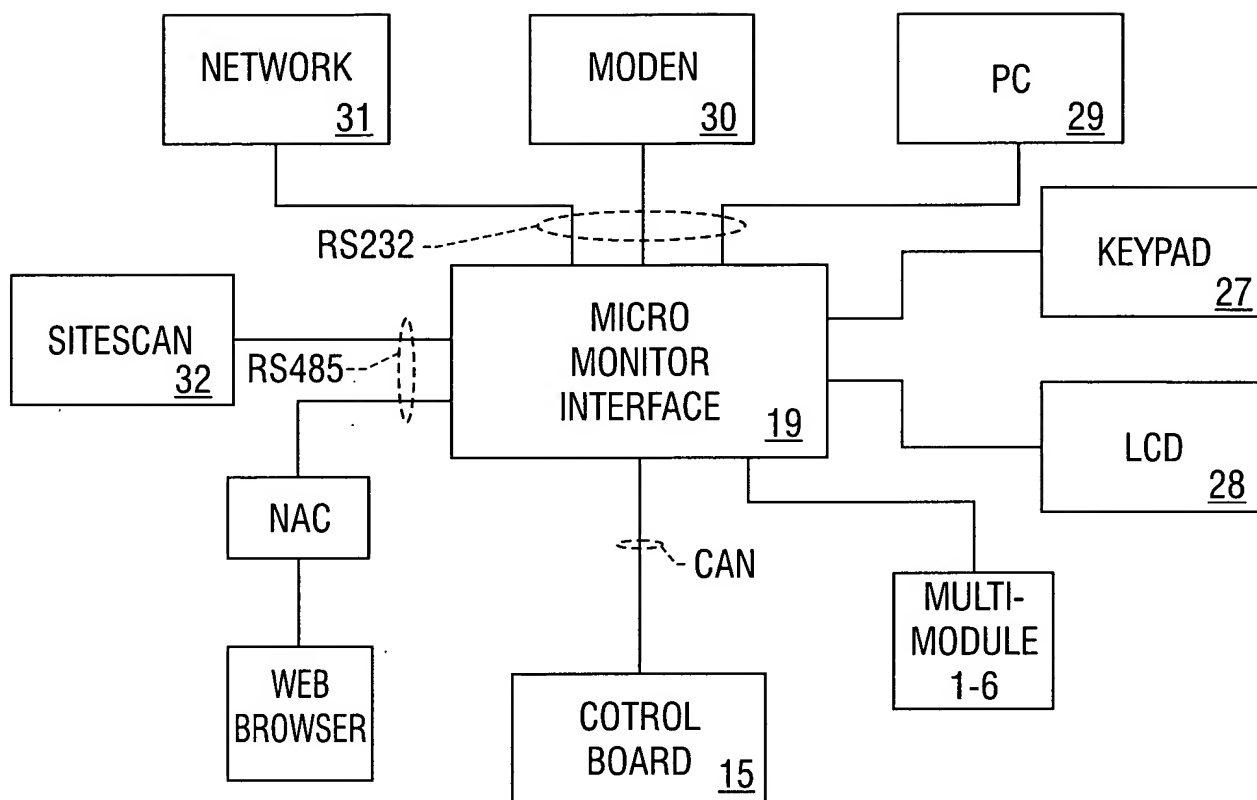 NETWORK
31
MODEN
30
PC
29
RS232
KEYPAD
27
SITESCAN
32
RS485
MICRO
MONITOR
INTERFACE
19
LCD
28
NAC
CAN
MULTI-
MODULE
1-6
WEB
BROWSER
COTROL
BOARD
15